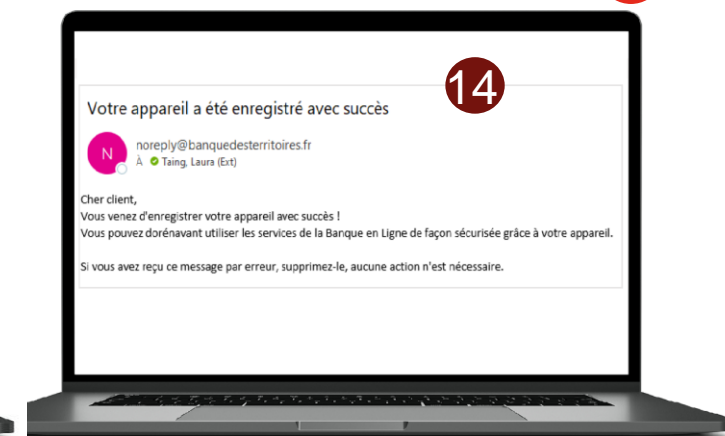 14
Votre appareil a été enregistré avec succès
N
noreply@banquedesterritoires.fr
À Taing, Laura (Ext)
Cher client,
Vous venez d'enregistrer votre appareil avec succès !
Vous pouvez dorénavant utiliser les services de la Banque en Ligne de façon sécurisée grâce à votre appareil.
Si vous avez reçu ce message par erreur, supprimez-le, aucune action n'est nécessaire.